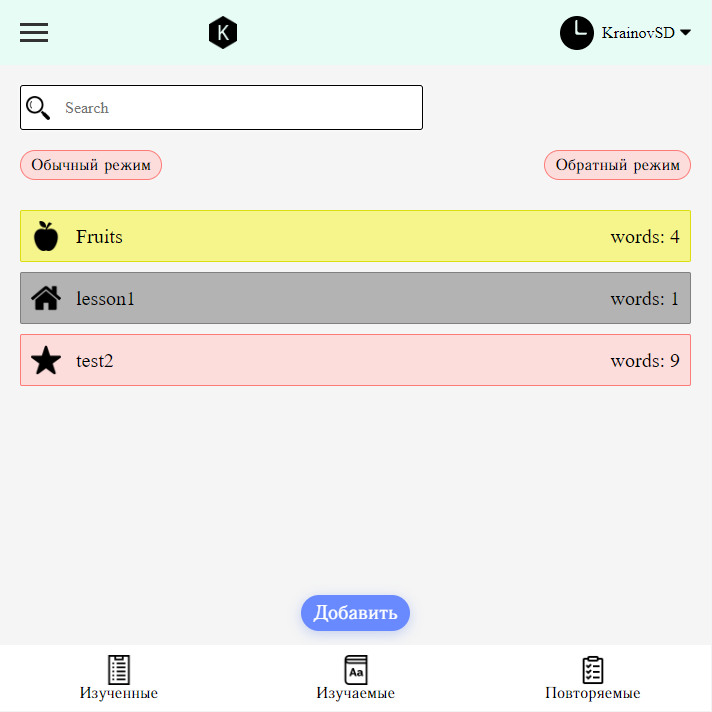 K
KrainovSD
Search
Обычный режим
Обратный режим
Fruits
words: 4
lesson1
words: 1
test2
words: 9
Добавить
Aa
Изученные
Изучаемые
Повторяемые